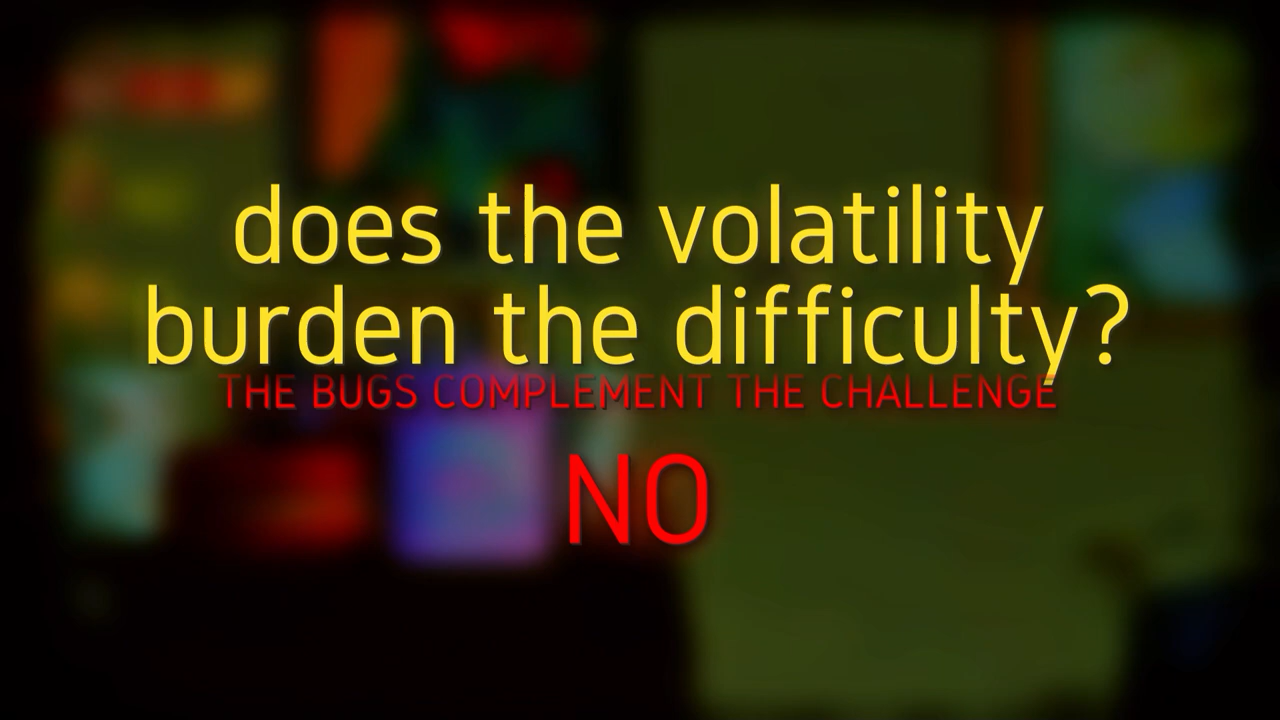 does the volatility
burden the difficulty?
THE BUGS COMPLEMENT THE CHALLENGE
NO